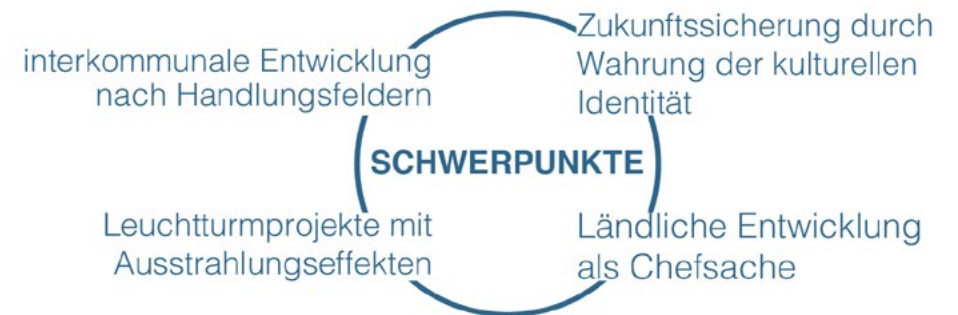 interkommunale Entwicklung
nach Handlungsfeldern
Zukunftssicherung durch
Wahrung der kulturellen
Identität
SCHWERPUNKTE
Leuchtturmprojekte mit
Ausstrahlungseffekten
Ländliche Entwicklung
als Chefsache